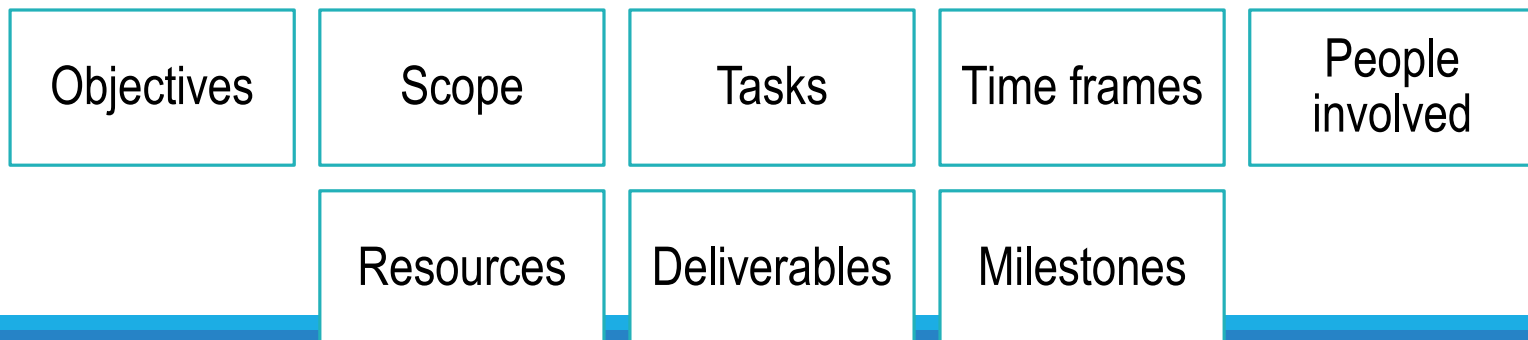 Objectives
Scope
Tasks
Time frames
People
involved
Resources
Deliverables
Milestones